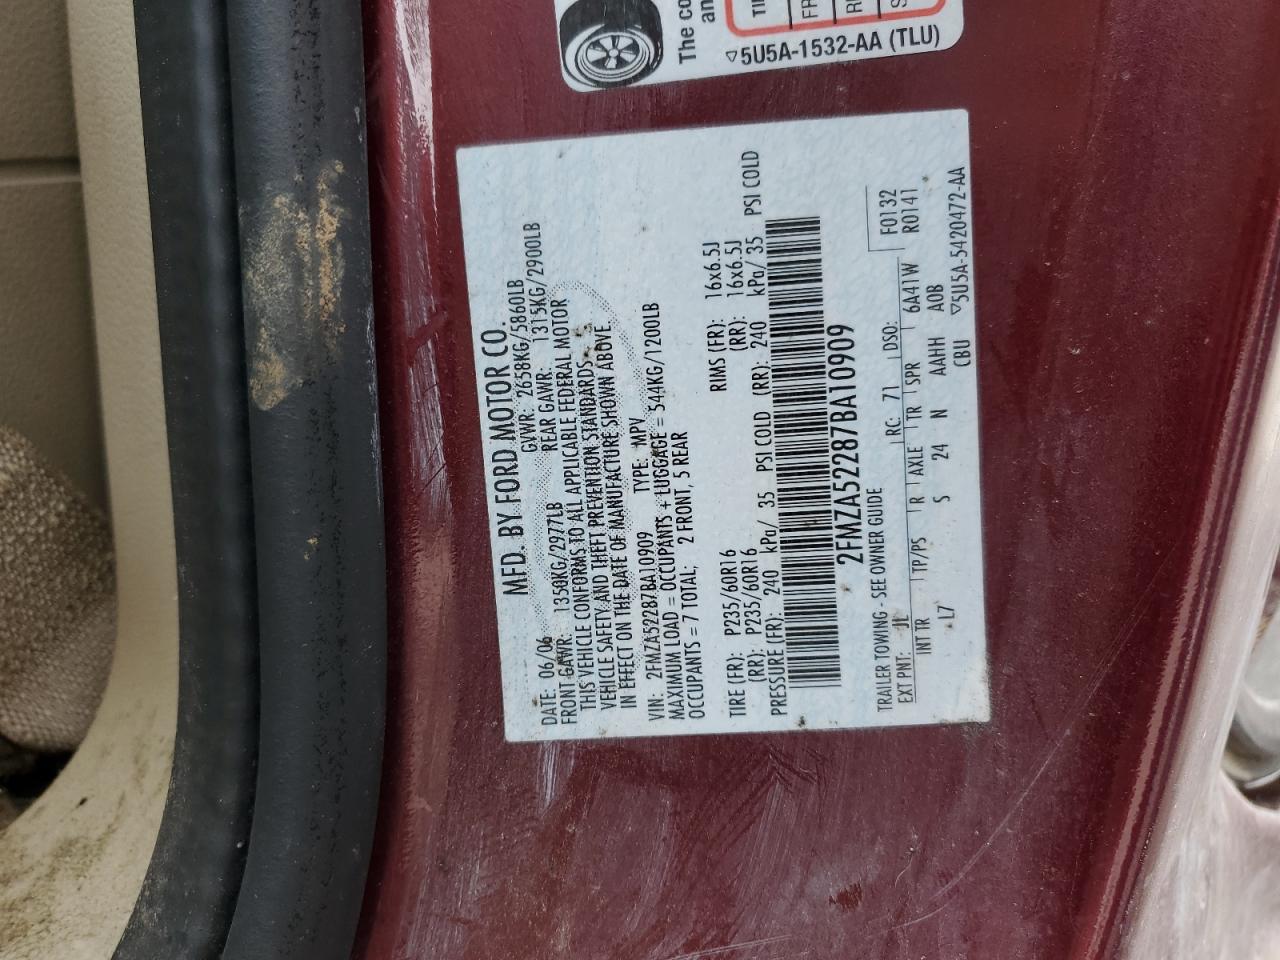 The co
an
TI
FR
5U5A-1532-AA (TLU)
MFD. BY FORD MOTOR CO.
DATE: 06/06 GVWR: 2658KG/5860LB
FRONT GAWR: 1350KG/2977LB REAR GAWR: 1315KG/2900LB
THIS VEHICLE CONFORMS TO ALL APPLICABLE FEDERAL MOTOR
VEHICLE SAFETY AND THEFT PREVENTION STANDARDS
IN EFFECT ON THE DATE OF MANUFACTURE SHOWN ABOVE.
VIN: 2FMZA52287BA10909 TYPE: MPV
MAXIMUM LOAD = OCCUPANTS + LUGGAGE = 544KG/1200LB
OCCUPANTS = 7 TOTAL; 2 FRONT, 5 REAR
TIRE (FR): P235/60R16 RIMS (FR): 16x6.5J
(RR): P235/60R16 (RR): 16x6.5J
PRESSURE (FR): 240 kPa/ 35 PSI COLD (RR): 240 kPa/ 35 PSI COLD
2FMZA52287BA10909
TRAILER TOWING - SEE OWNER GUIDE F0132
EXT PNT: JL RC: 71 DSO: R0141
INT TR TP/PS R AXLE TR SPR 6A41W
L7 S 24 N AAHH A0B
CBU 5U5A-5420472-AA